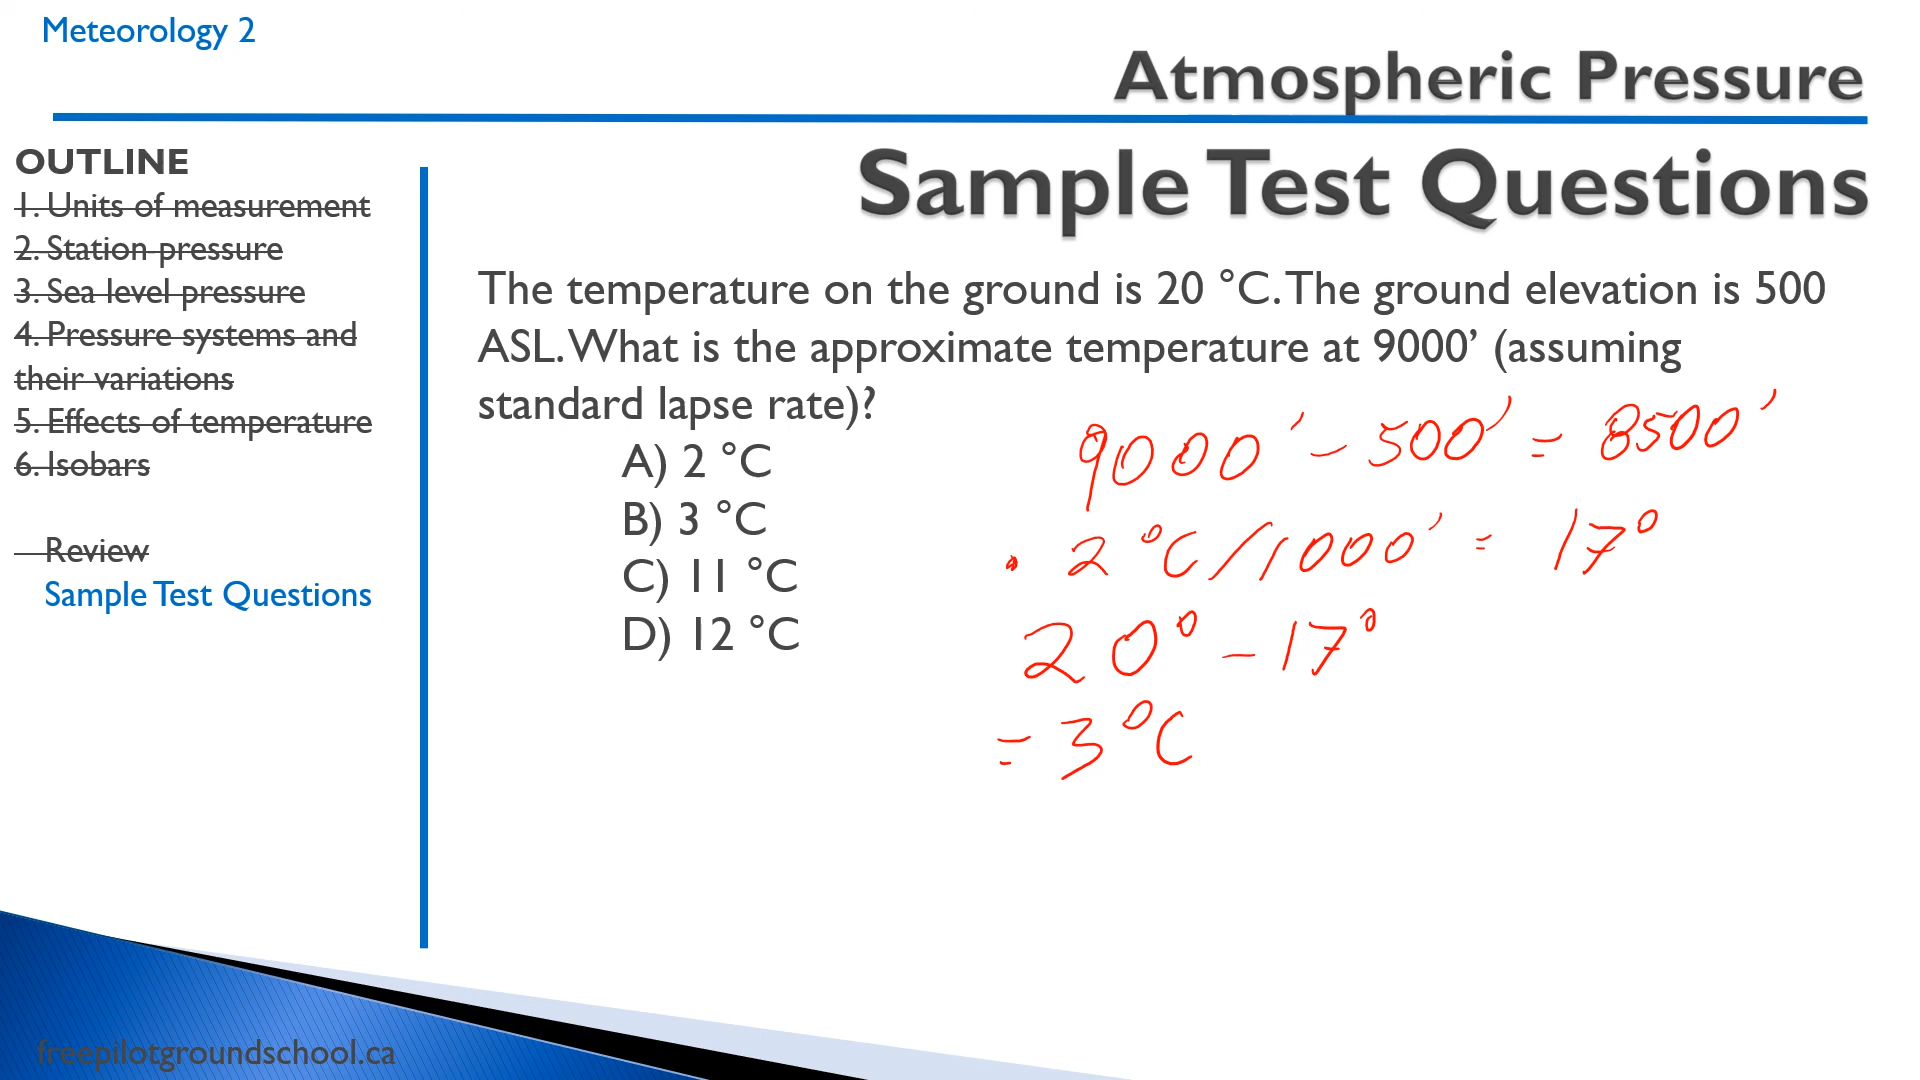 Meteorology 2
Atmospheric Pressure
OUTLINE
1. Units of measurement
2. Station pressure
3. Sea level pressure
4. Pressure systems and
their variations
5. Effects of temperature
6. Isobars
Review
Sample Test Questions
Sample Test Questions
The temperature on the ground is 20 °C. The ground elevation is 500
ASL. What is the approximate temperature at 9000’ (assuming
standard lapse rate)?
A) 2 °C
B) 3 °C
C) 11 °C
D) 12 °C
9000' - 500' = 8500'
· 2°C/1000' = 17°
20° - 17°
= 3°C
freepilotgroundschool.ca